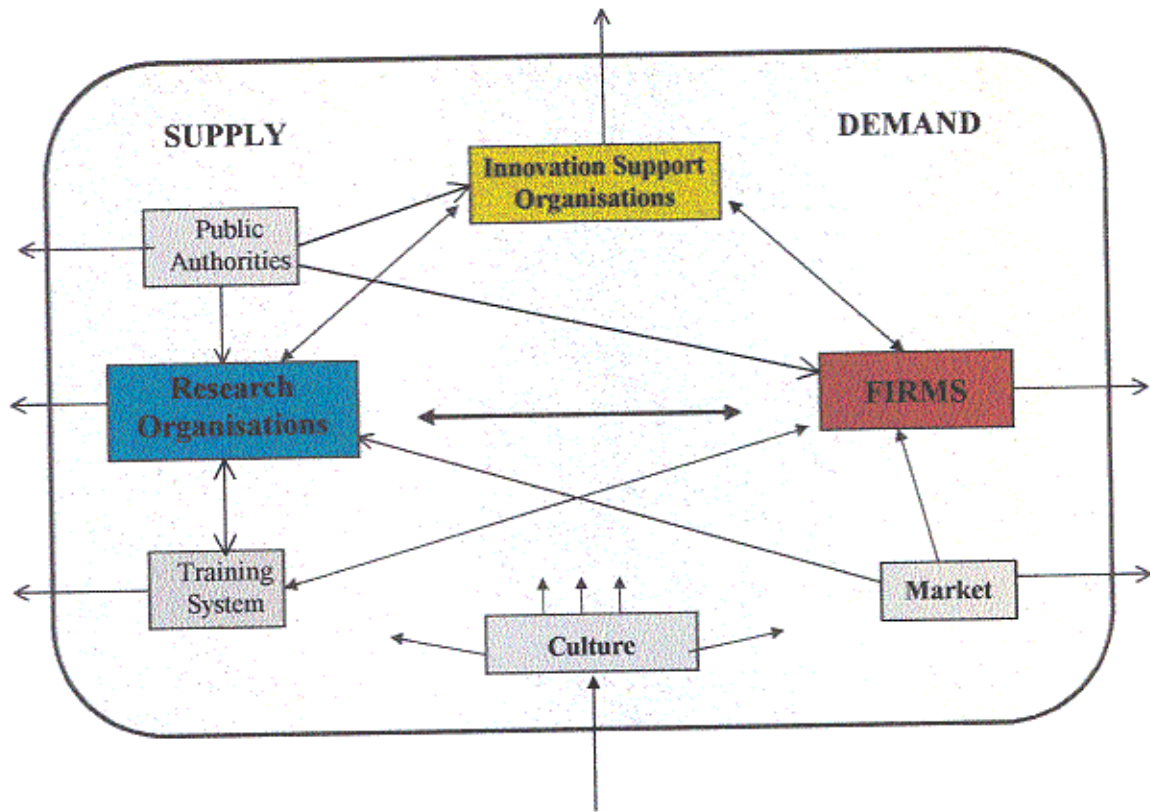 SUPPLY
DEMAND
Innovation Support
Organisations
Public
Authorities
Research
Organisations
FIRMS
Training
System
Market
Culture